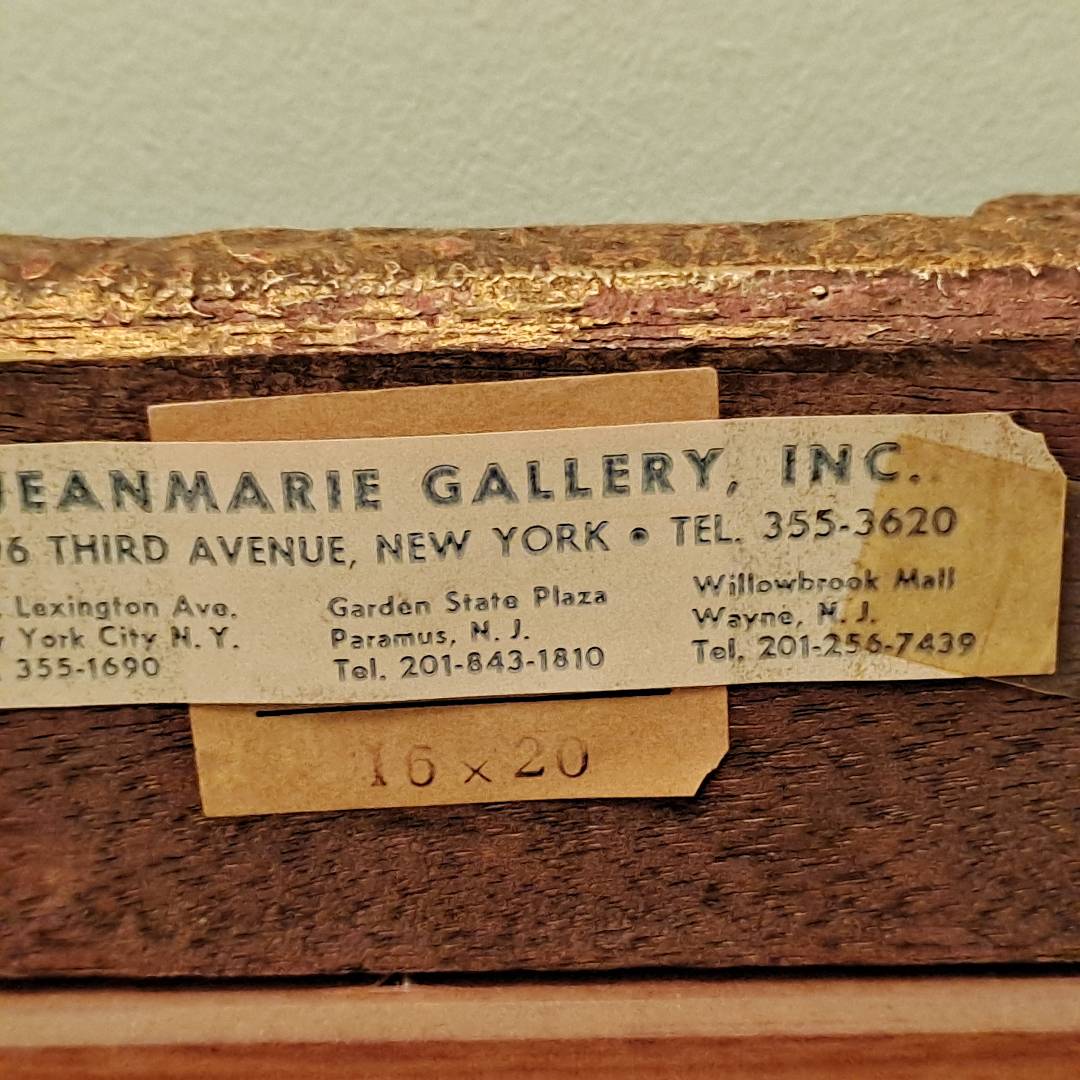 JEANMARIE GALLERY, INC.
6 THIRD AVENUE, NEW YORK • TEL. 355-3620
Lexington Ave.
York City N. Y.
355-1690
Garden State Plaza
Paramus, N. J.
Tel. 201-843-1810
Willowbrook Mall
Wayne, N. J.
Tel. 201-256-7439
16 x 20